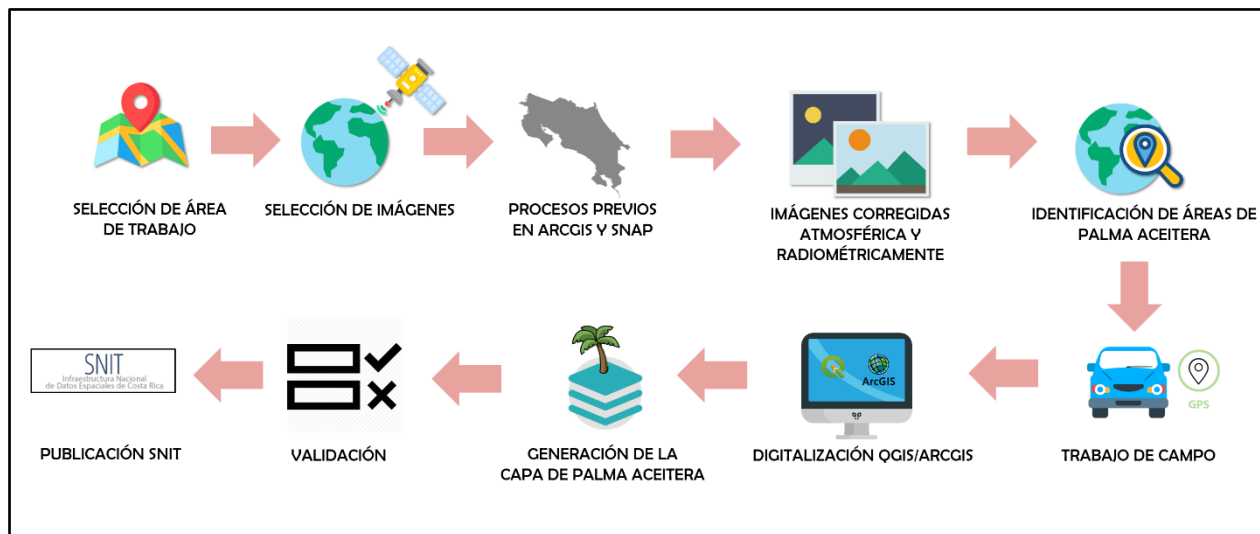 SELECCIÓN DE ÁREA
DE TRABAJO
SELECCIÓN DE IMÁGENES
PROCESOS PREVIOS
EN ARCGIS Y SNAP
IMÁGENES CORREGIDAS
ATMOSFÉRICA Y
RADIOMÉTRICAMENTE
IDENTIFICACIÓN DE ÁREAS DE
PALMA ACEITERA
GPS
TRABAJO DE CAMPO
ArcGIS
DIGITALIZACIÓN QGIS/ARCGIS
GENERACIÓN DE LA
CAPA DE PALMA ACEITERA
VALIDACIÓN
SNIT
Infraestructura Nacional
de Datos Espaciales de Costa Rica
PUBLICACIÓN SNIT